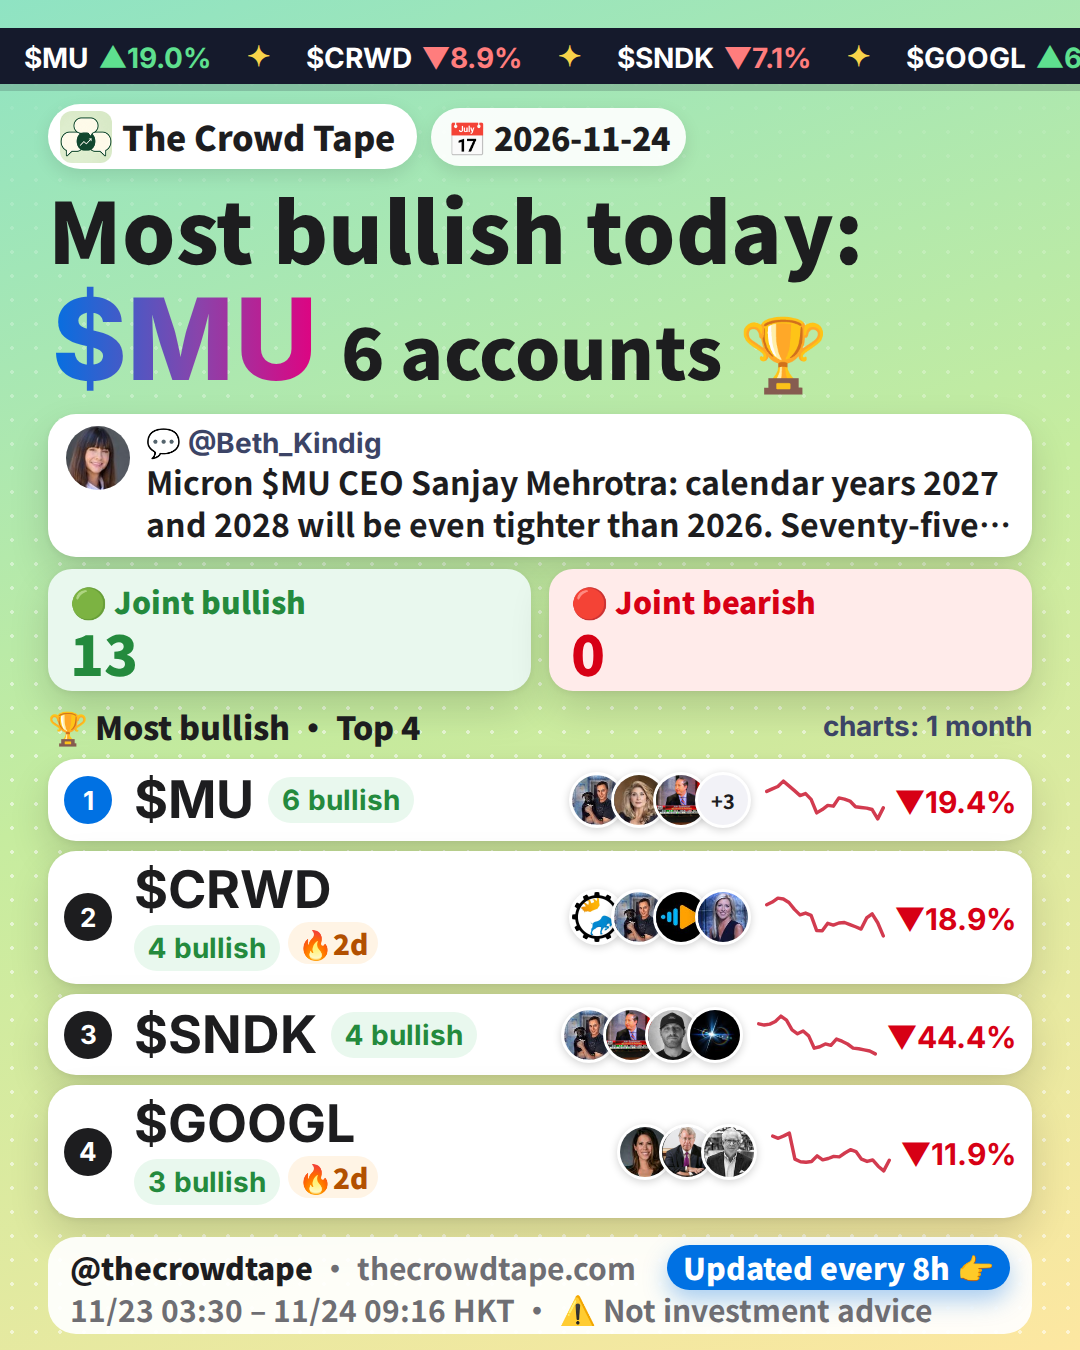 $MU ▲19.0% ✦ $CRWD ▼8.9% ✦ $SNDK ▼7.1% ✦ $GOOGL ▲6
The Crowd Tape
2026-11-24
Most bullish today:
$MU 6 accounts 🏆
💬 @Beth_Kindig
Micron $MU CEO Sanjay Mehrotra: calendar years 2027
and 2028 will be even tighter than 2026. Seventy-five…
🟢 Joint bullish
13
🔴 Joint bearish
0
🏆 Most bullish • Top 4
charts: 1 month
1 $MU 6 bullish +3 ▼19.4%
2 $CRWD 4 bullish 🔥2d ▼18.9%
3 $SNDK 4 bullish ▼44.4%
4 $GOOGL 3 bullish 🔥2d ▼11.9%
@thecrowdtape • thecrowdtape.com
Updated every 8h 👉
11/23 03:30 – 11/24 09:16 HKT • ⚠️ Not investment advice